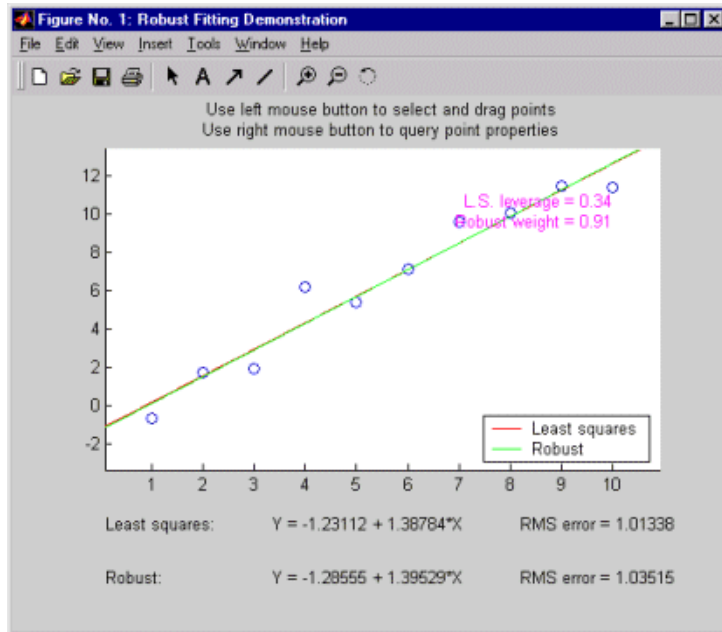 Figure No. 1: Robust Fitting Demonstration
File Edit View Insert Tools Window Help
A
Use left mouse button to select and drag points
Use right mouse button to query point properties
12
10
8
6
4
2
0
-2
L.S. leverage = 0.34
Robust weight = 0.91
Least squares
Robust
1 2 3 4 5 6 7 8 9 10
Least squares: Y = -1.23112 + 1.38784*X RMS error = 1.01338
Robust: Y = -1.28555 + 1.39529*X RMS error = 1.03515